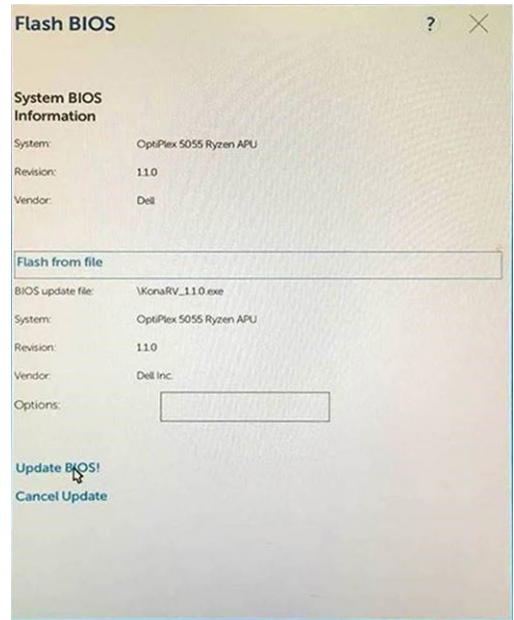 Flash BIOS ?
System BIOS
Information
System: OptiPlex 5055 Ryzen APU
Revision: 1.1.0
Vendor: Dell
Flash from file
BIOS update file: \KonaRV_1.1.0.exe
System: OptiPlex 5055 Ryzen APU
Revision: 1.1.0
Vendor: Dell Inc.
Options:
Update BIOS!
Cancel Update